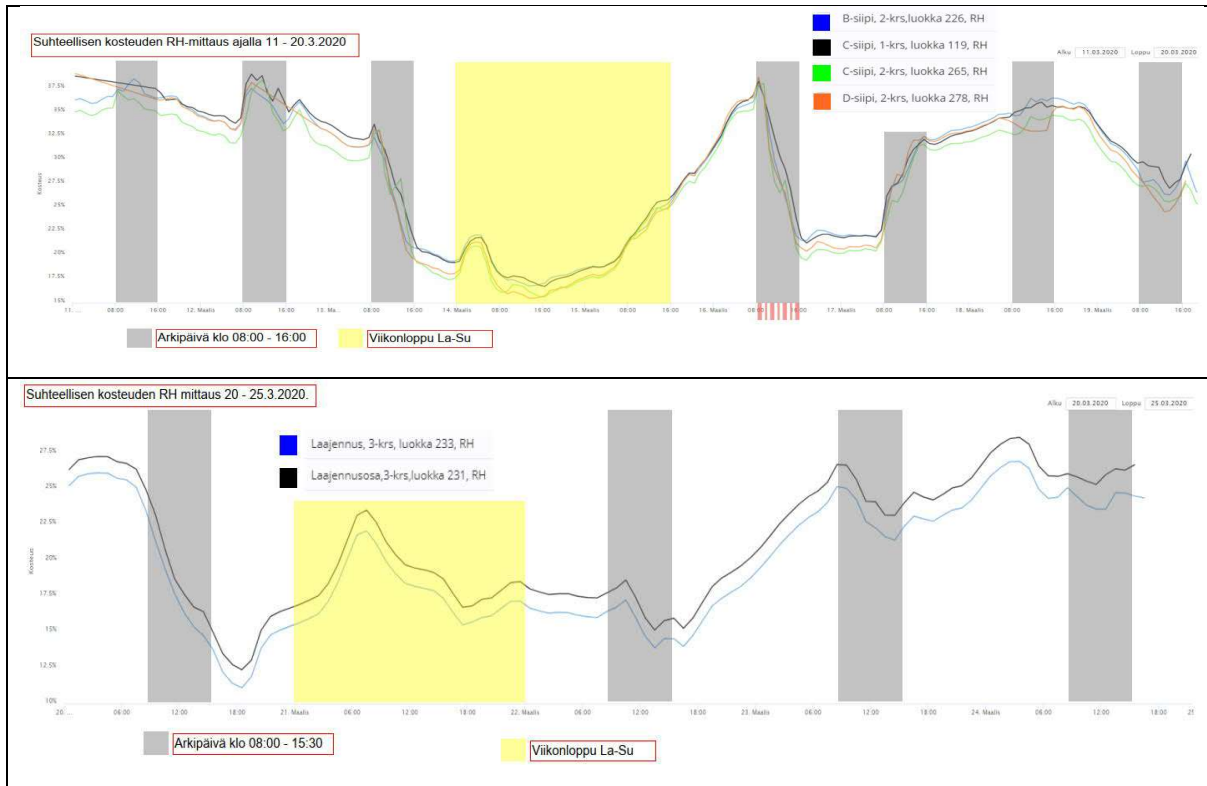 Suhteellisen kosteuden RH-mittaus ajalla 11 - 20.3.2020
B-siipi, 2-krs,luokka 226, RH
C-siipi, 1-krs, luokka 119, RH
C-siipi, 2-krs, luokka 265, RH
D-siipi, 2-krs, luokka 278, RH
Alku 11.03.2020 Loppu 20.03.2020
37.5%
35%
32.5%
30%
27.5%
25%
22.5%
20%
17.5%
15%
Kosteus
11. ... 08:00 16:00 12. Maalis 08:00 16:00 13. Ma... 08:00 16:00 14. Maalis 08:00 16:00 15. Maalis 08:00 16:00 16. Maalis 08:00 16:00 17. Maalis 08:00 16:00 18. Maalis 08:00 16:00 19. Maalis 08:00 16:00
Arkipäivä klo 08:00 - 16:00
Viikonloppu La-Su
Suhteellisen kosteuden RH mittaus 20 - 25.3.2020.
Alku 20.03.2020 Loppu 25.03.2020
Laajennus, 3-krs, luokka 233, RH
Laajennusosa,3-krs,luokka 231, RH
27.5%
25%
22.5%
20%
17.5%
15%
12.5%
10%
Kosteus
20. ... 06:00 12:00 18:00 21. Maalis 06:00 12:00 18:00 22. Maalis 06:00 12:00 18:00 23. Maalis 06:00 12:00 18:00 24. Maalis 06:00 12:00 18:00
Arkipäivä klo 08:00 - 15:30
Viikonloppu La-Su